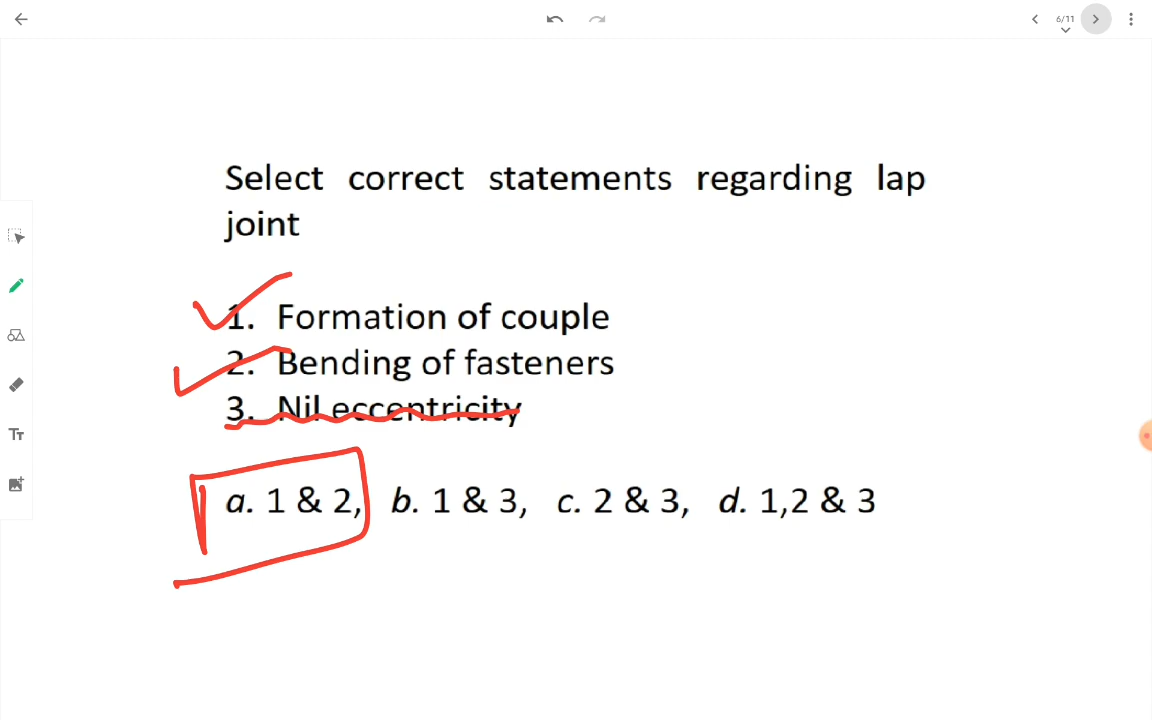 6/11
Select correct statements regarding lap
joint
1. Formation of couple
2. Bending of fasteners
3. Nil eccentricity
a. 1 & 2, b. 1 & 3, c. 2 & 3, d. 1,2 & 3
Tт